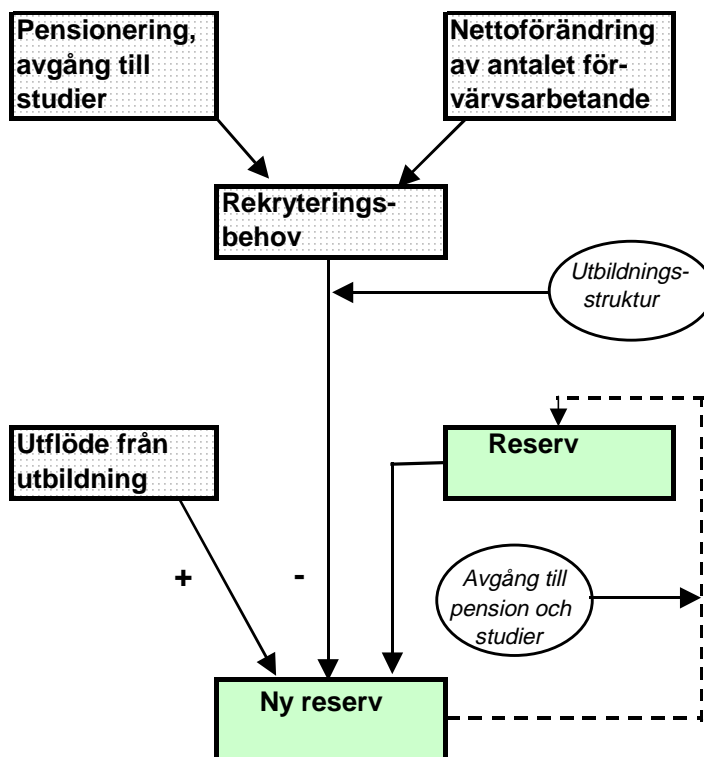 Pensionering,
avgång till
studier
Nettoförändring
av antalet för-
värvsarbetande
Rekryterings-
behov
Utbildnings-
struktur
Utflöde från
utbildning
Reserv
+
-
Avgång till
pension och
studier
Ny reserv